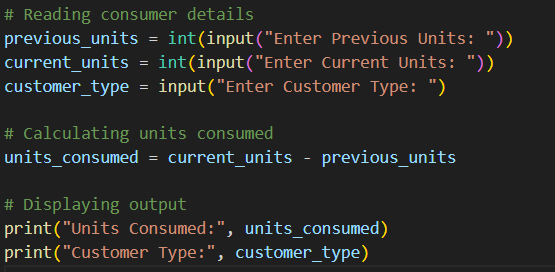 # Reading consumer details
previous_units = int(input("Enter Previous Units: "))
current_units = int(input("Enter Current Units: "))
customer_type = input("Enter Customer Type: ")
# Calculating units consumed
units_consumed = current_units - previous_units
# Displaying output
print("Units Consumed:", units_consumed)
print("Customer Type:", customer_type)